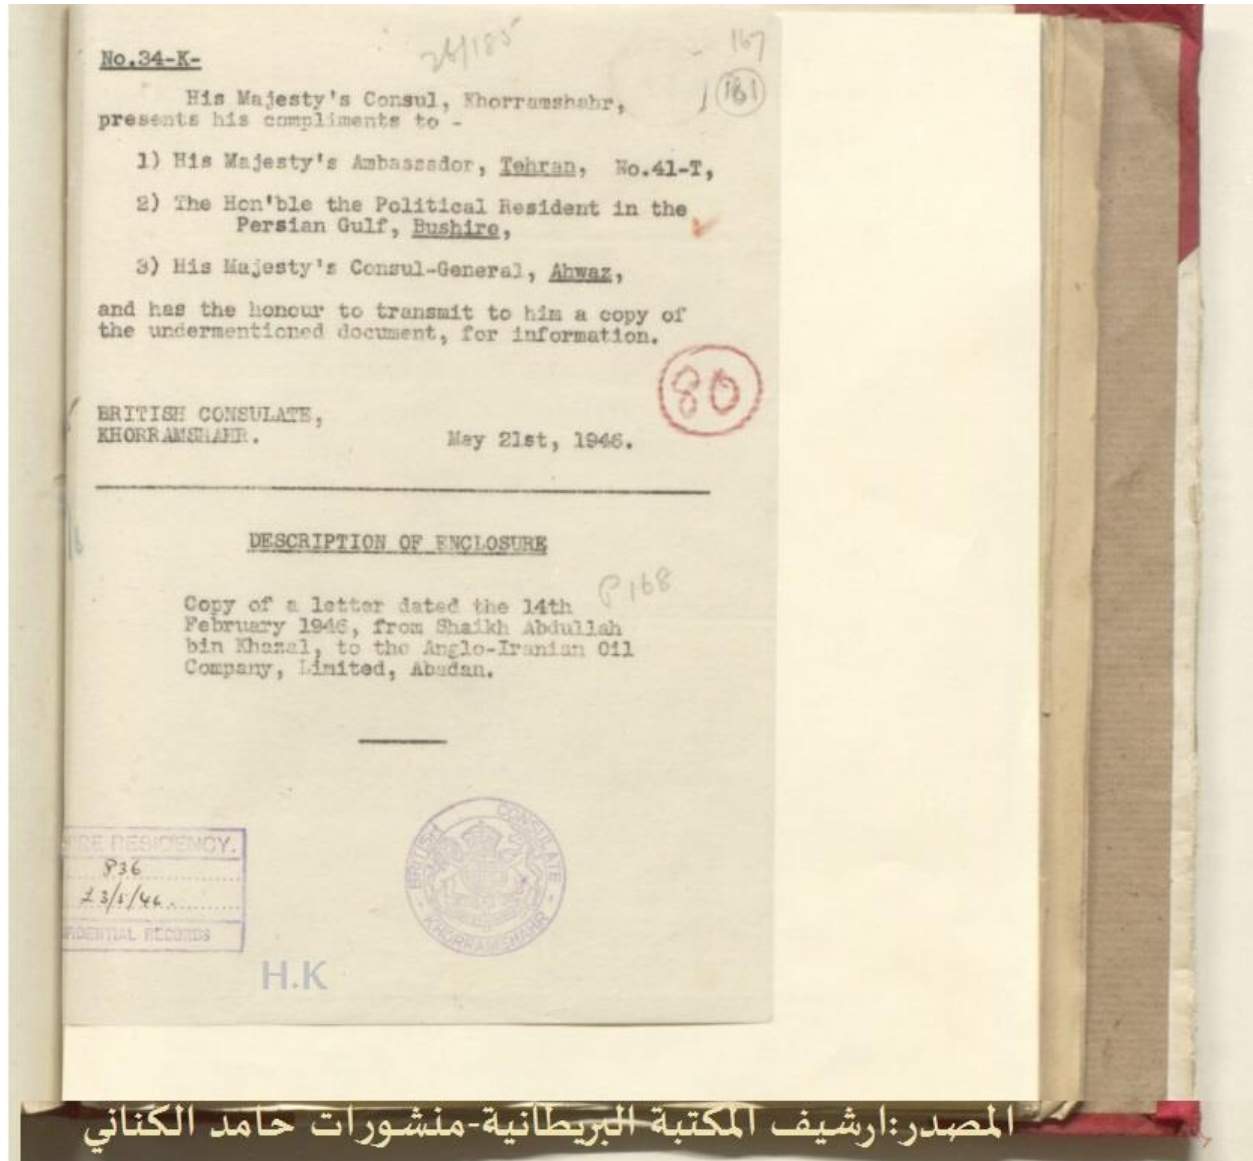 No.34-K-
26/185
167
181
His Majesty's Consul, Khorramshahr,
presents his compliments to -
1) His Majesty's Ambassador, Tehran, No.41-T,
2) The Hon'ble the Political Resident in the
Persian Gulf, Bushire,
3) His Majesty's Consul-General, Ahwaz,
and has the honour to transmit to him a copy of
the undermentioned document, for information.
80
BRITISH CONSULATE,
KHORRAMSHAHR. May 21st, 1946.
DESCRIPTION OF ENCLOSURE
P 168
Copy of a letter dated the 14th
February 1946, from Shaikh Abdullah
bin Khazal, to the Anglo-Iranian Oil
Company, Limited, Abadan.
RESIDENCY.
836
23/5/46.
RECORDS
BRITISH CONSULATE
KHORRAMSHAHR
H.K
المصدر:ارشيف المكتبة البريطانية-منشورات حامد الكناني